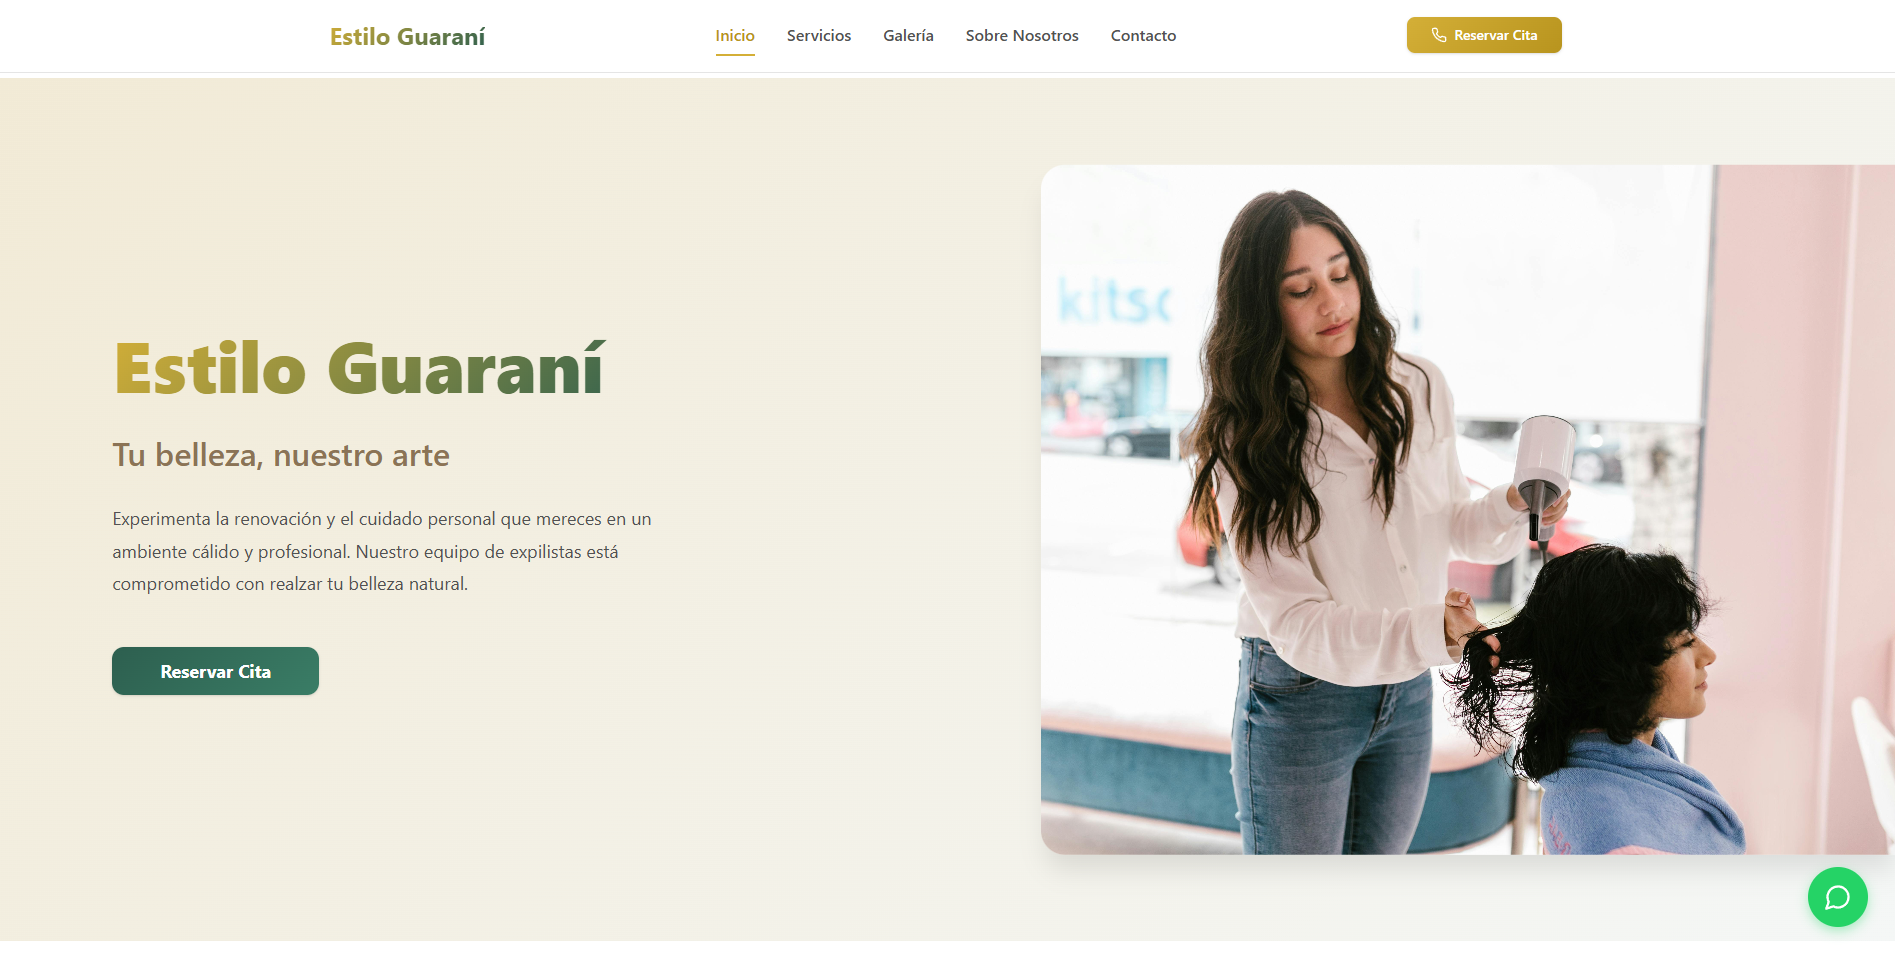 Estilo Guaraní
Inicio
Servicios
Galería
Sobre Nosotros
Contacto
Reservar Cita
Estilo Guaraní
Tu belleza, nuestro arte
Experimenta la renovación y el cuidado personal que mereces en un
ambiente cálido y profesional. Nuestro equipo de expilistas está
comprometido con realzar tu belleza natural.
Reservar Cita